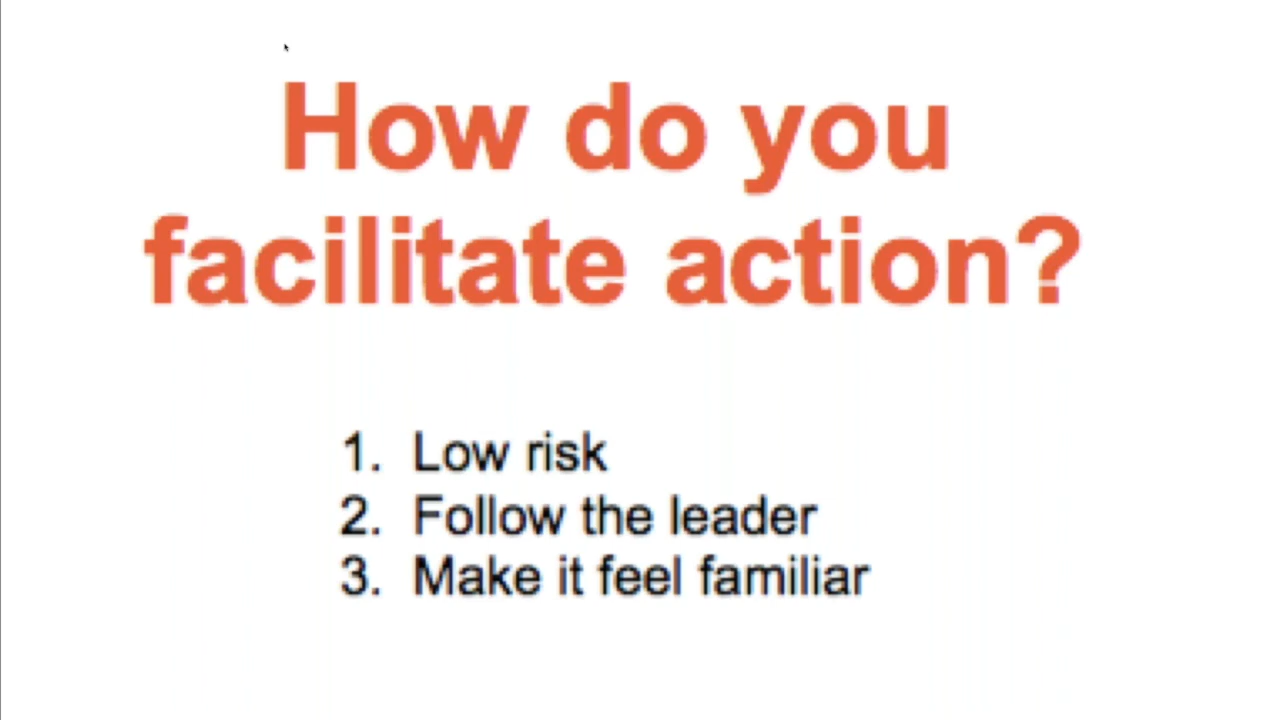 How do you
facilitate action?
1. Low risk
2. Follow the leader
3. Make it feel familiar